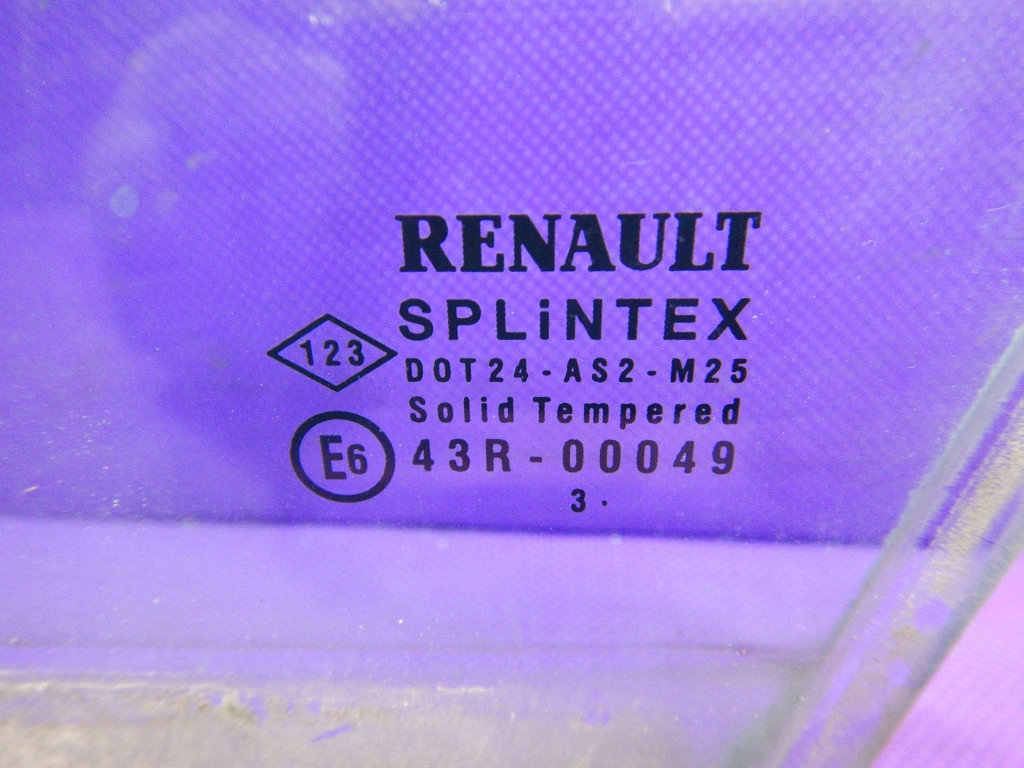 RENAULT
SPLiNTEX
123
DOT24-AS2-M25
Solid Tempered
E6 43R-00049
3.